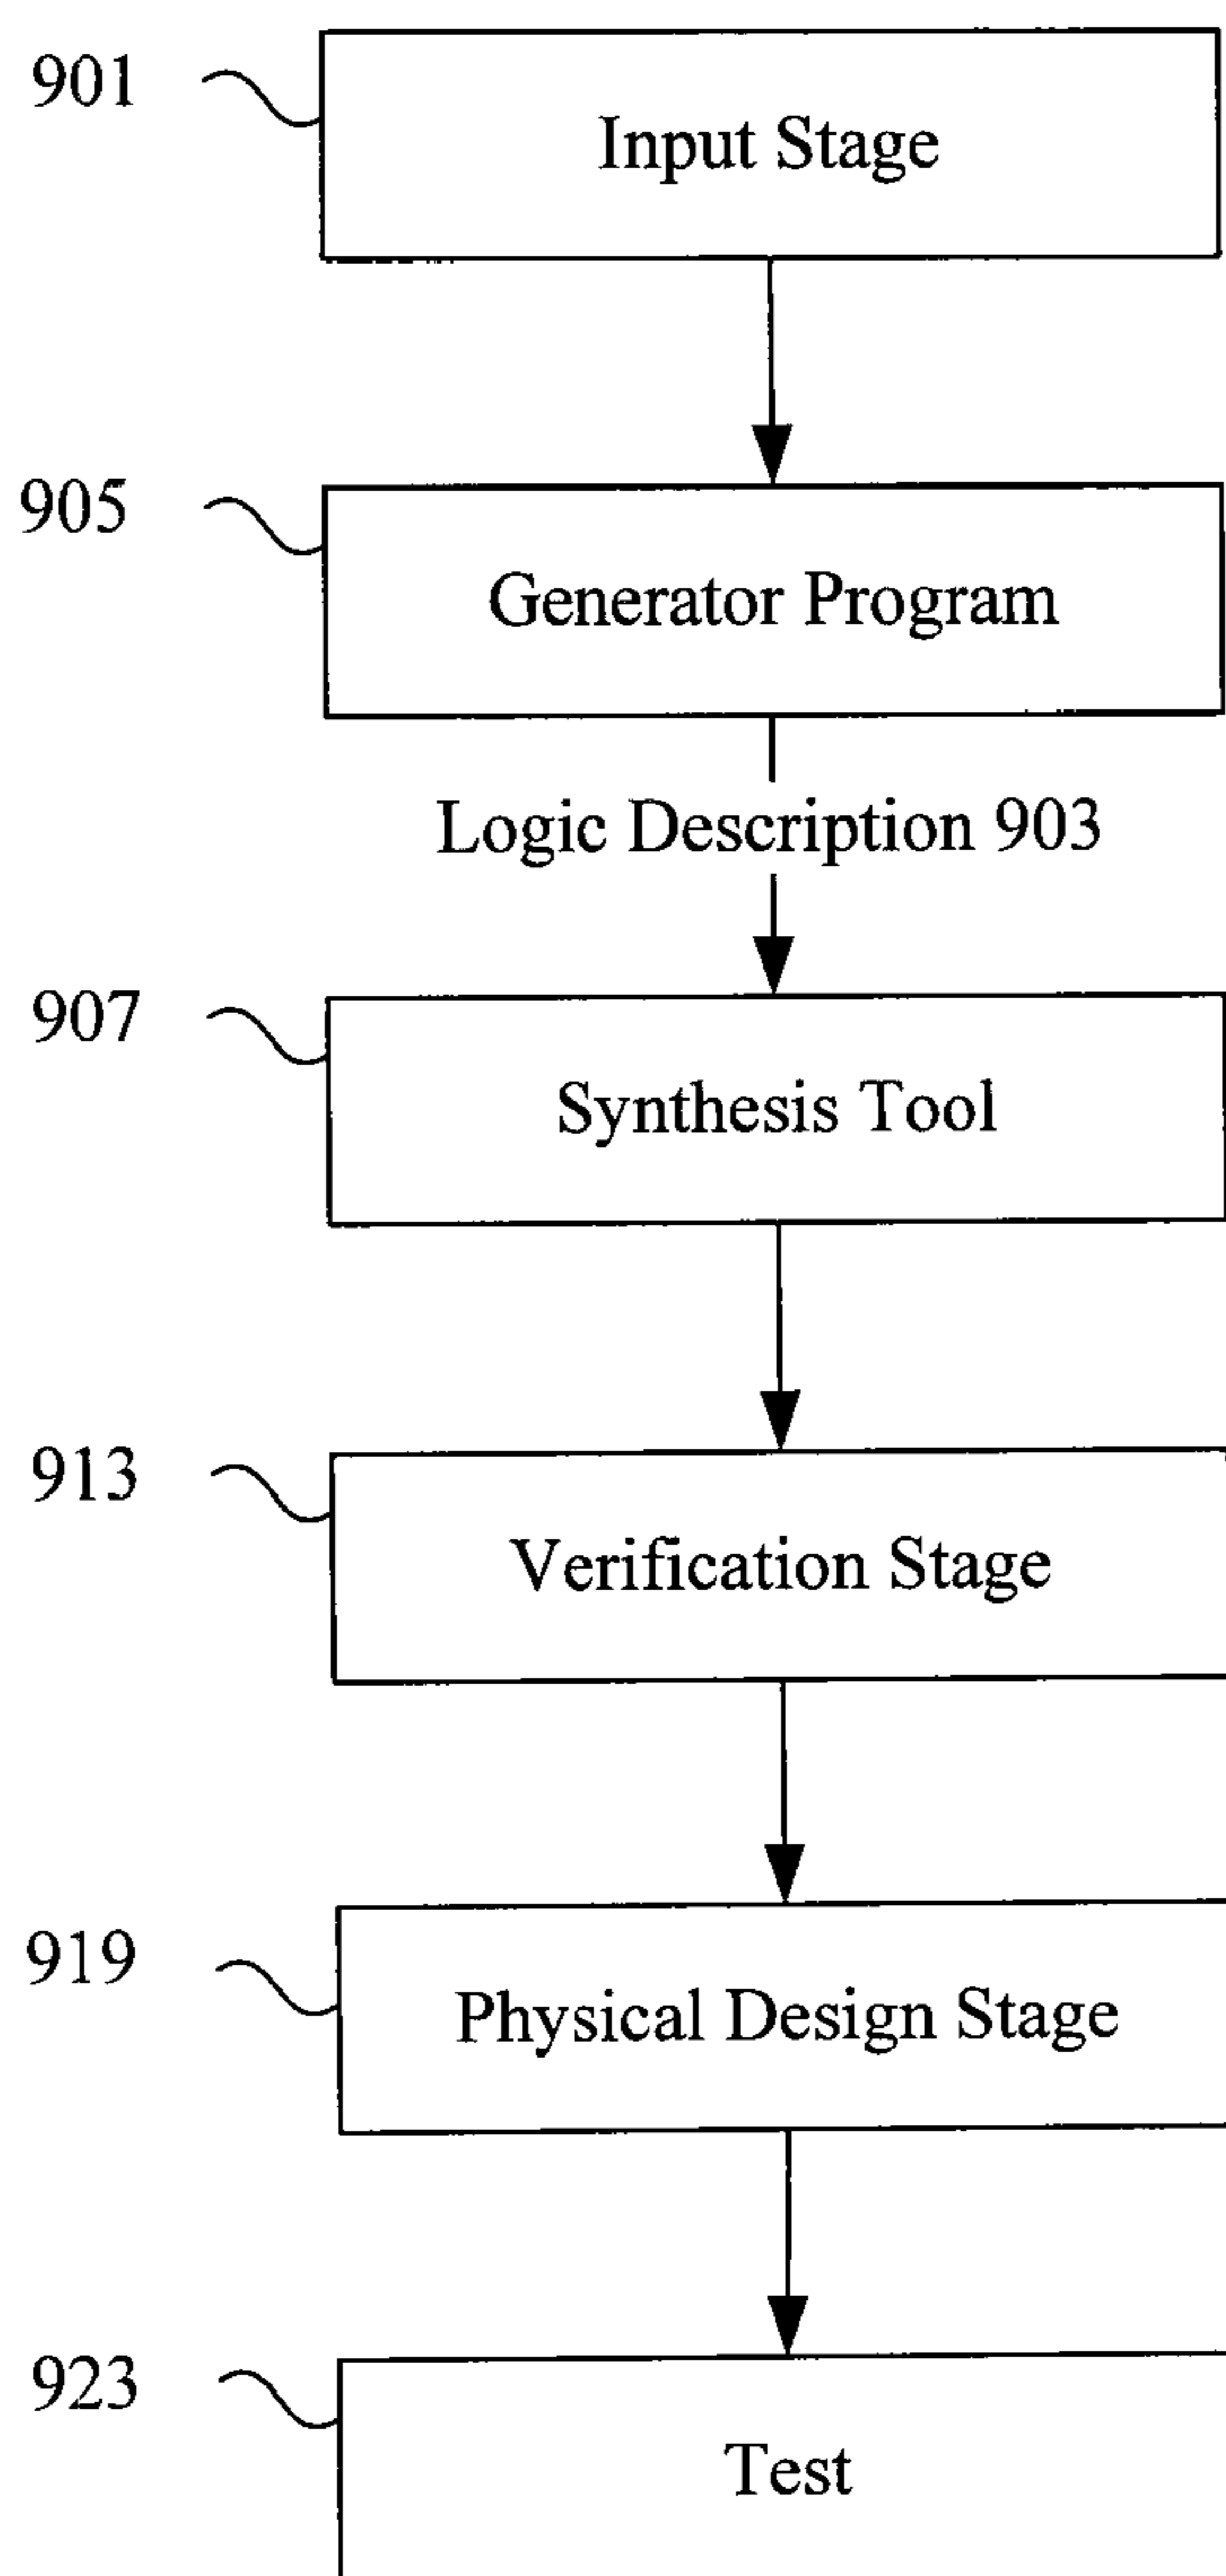 901
Input Stage
905
Generator Program
Logic Description 903
907
Synthesis Tool
913
Verification Stage
919
Physical Design Stage
923
Test